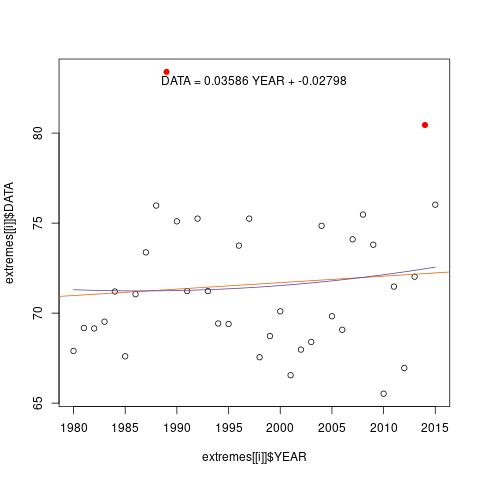 DATA = 0.03586 YEAR + -0.02798
80
75
70
65
extremes[[i]]$DATA
1980 1985 1990 1995 2000 2005 2010 2015
extremes[[i]]$YEAR